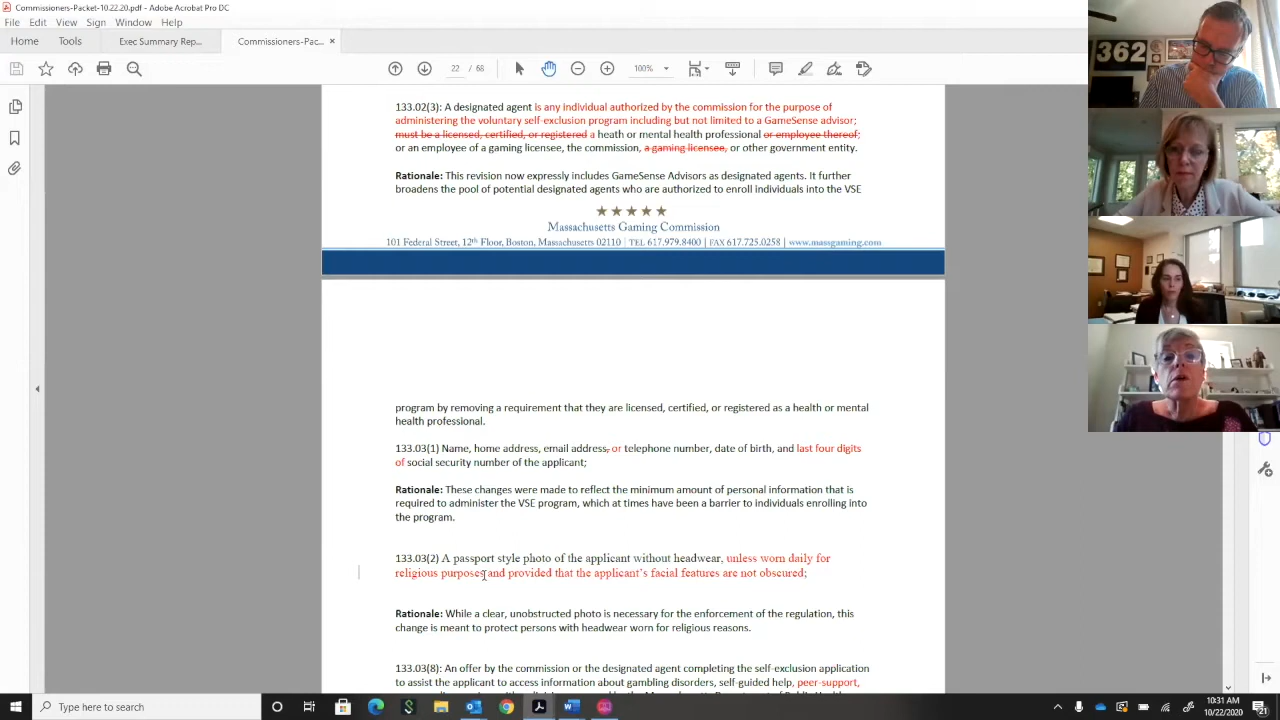 Commissioners-Packet-10.22.20.pdf - Adobe Acrobat Pro DC
File Edit View Sign Window Help
Home Tools Exec Summary Rep... Commissioners-Pac... ×
22 / 68 100%
362
133.02(3): A designated agent is any individual authorized by the commission for the purpose of
administering the voluntary self-exclusion program including but not limited to a GameSense advisor;
must be a licensed, certified, or registered a heath or mental health professional or employee thereof;
or an employee of a gaming licensee, the commission, a gaming licensee, or other government entity.
Rationale: This revision now expressly includes GameSense Advisors as designated agents. It further
broadens the pool of potential designated agents who are authorized to enroll individuals into the VSE
★★★★★
Massachusetts Gaming Commission
101 Federal Street, 12th Floor, Boston, Massachusetts 02110 | TEL 617.979.8400 | FAX 617.725.0258 | www.massgaming.com
program by removing a requirement that they are licensed, certified, or registered as a health or mental
health professional.
133.03(1) Name, home address, email address, or telephone number, date of birth, and last four digits
of social security number of the applicant;
Rationale: These changes were made to reflect the minimum amount of personal information that is
required to administer the VSE program, which at times have been a barrier to individuals enrolling into
the program.
133.03(2) A passport style photo of the applicant without headwear, unless worn daily for
religious purposes and provided that the applicant's facial features are not obscured;
Rationale: While a clear, unobstructed photo is necessary for the enforcement of the regulation, this
change is meant to protect persons with headwear worn for religious reasons.
133.03(8): An offer by the commission or the designated agent completing the self-exclusion application
to assist the applicant to access information about gambling disorders, self-guided help, peer-support,
Type here to search
10:31 AM
10/22/2020
21